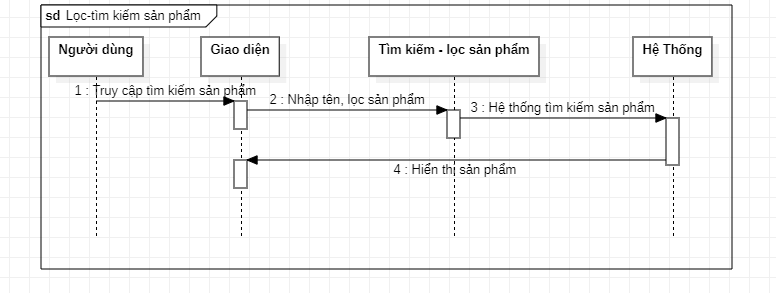 sd Lọc-tìm kiếm sản phẩm
Người dùng
Giao diện
Tìm kiếm - lọc sản phẩm
Hệ Thống
1 : Truy cập tìm kiếm sản phẩm
2 : Nhập tên, lọc sản phẩm
3 : Hệ thống tìm kiếm sản phẩm
4 : Hiển thị sản phẩm